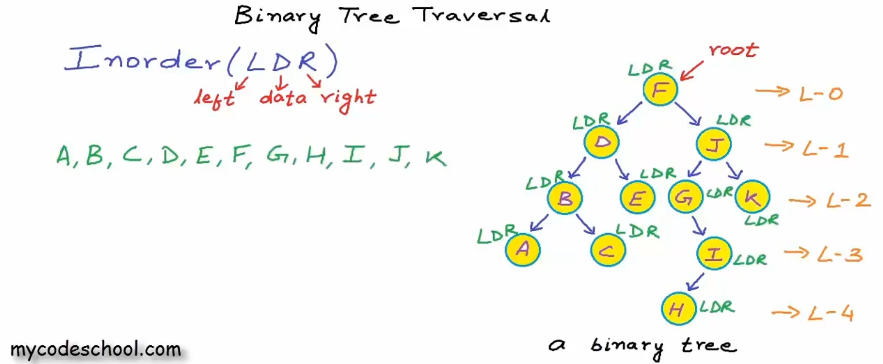 Binary Tree Traversal
Inorder (LDR)
left data right
A, B, C, D, E, F, G, H, I, J, K
root
LDR
F
→ L-0
LDR
LDR
D
J
→ L-1
LDR
LDR
LDR
B
E
G
K
LDR
→ L-2
LDR
LDR
A
C
I
LDR
→ L-3
H
LDR
→ L-4
a binary tree
mycodeschool.com